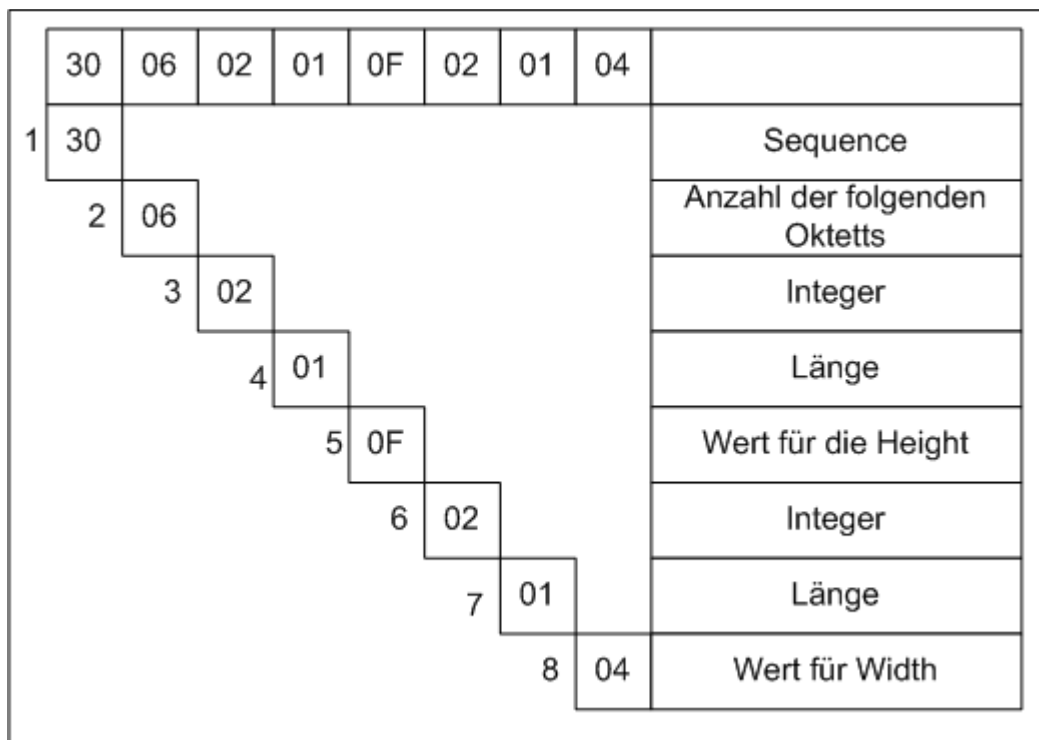 30 06 02 01 0F 02 01 04
1 30 Sequence
2 06 Anzahl der folgenden
Oktetts
3 02 Integer
4 01 Länge
5 0F Wert für die Height
6 02 Integer
7 01 Länge
8 04 Wert für Width